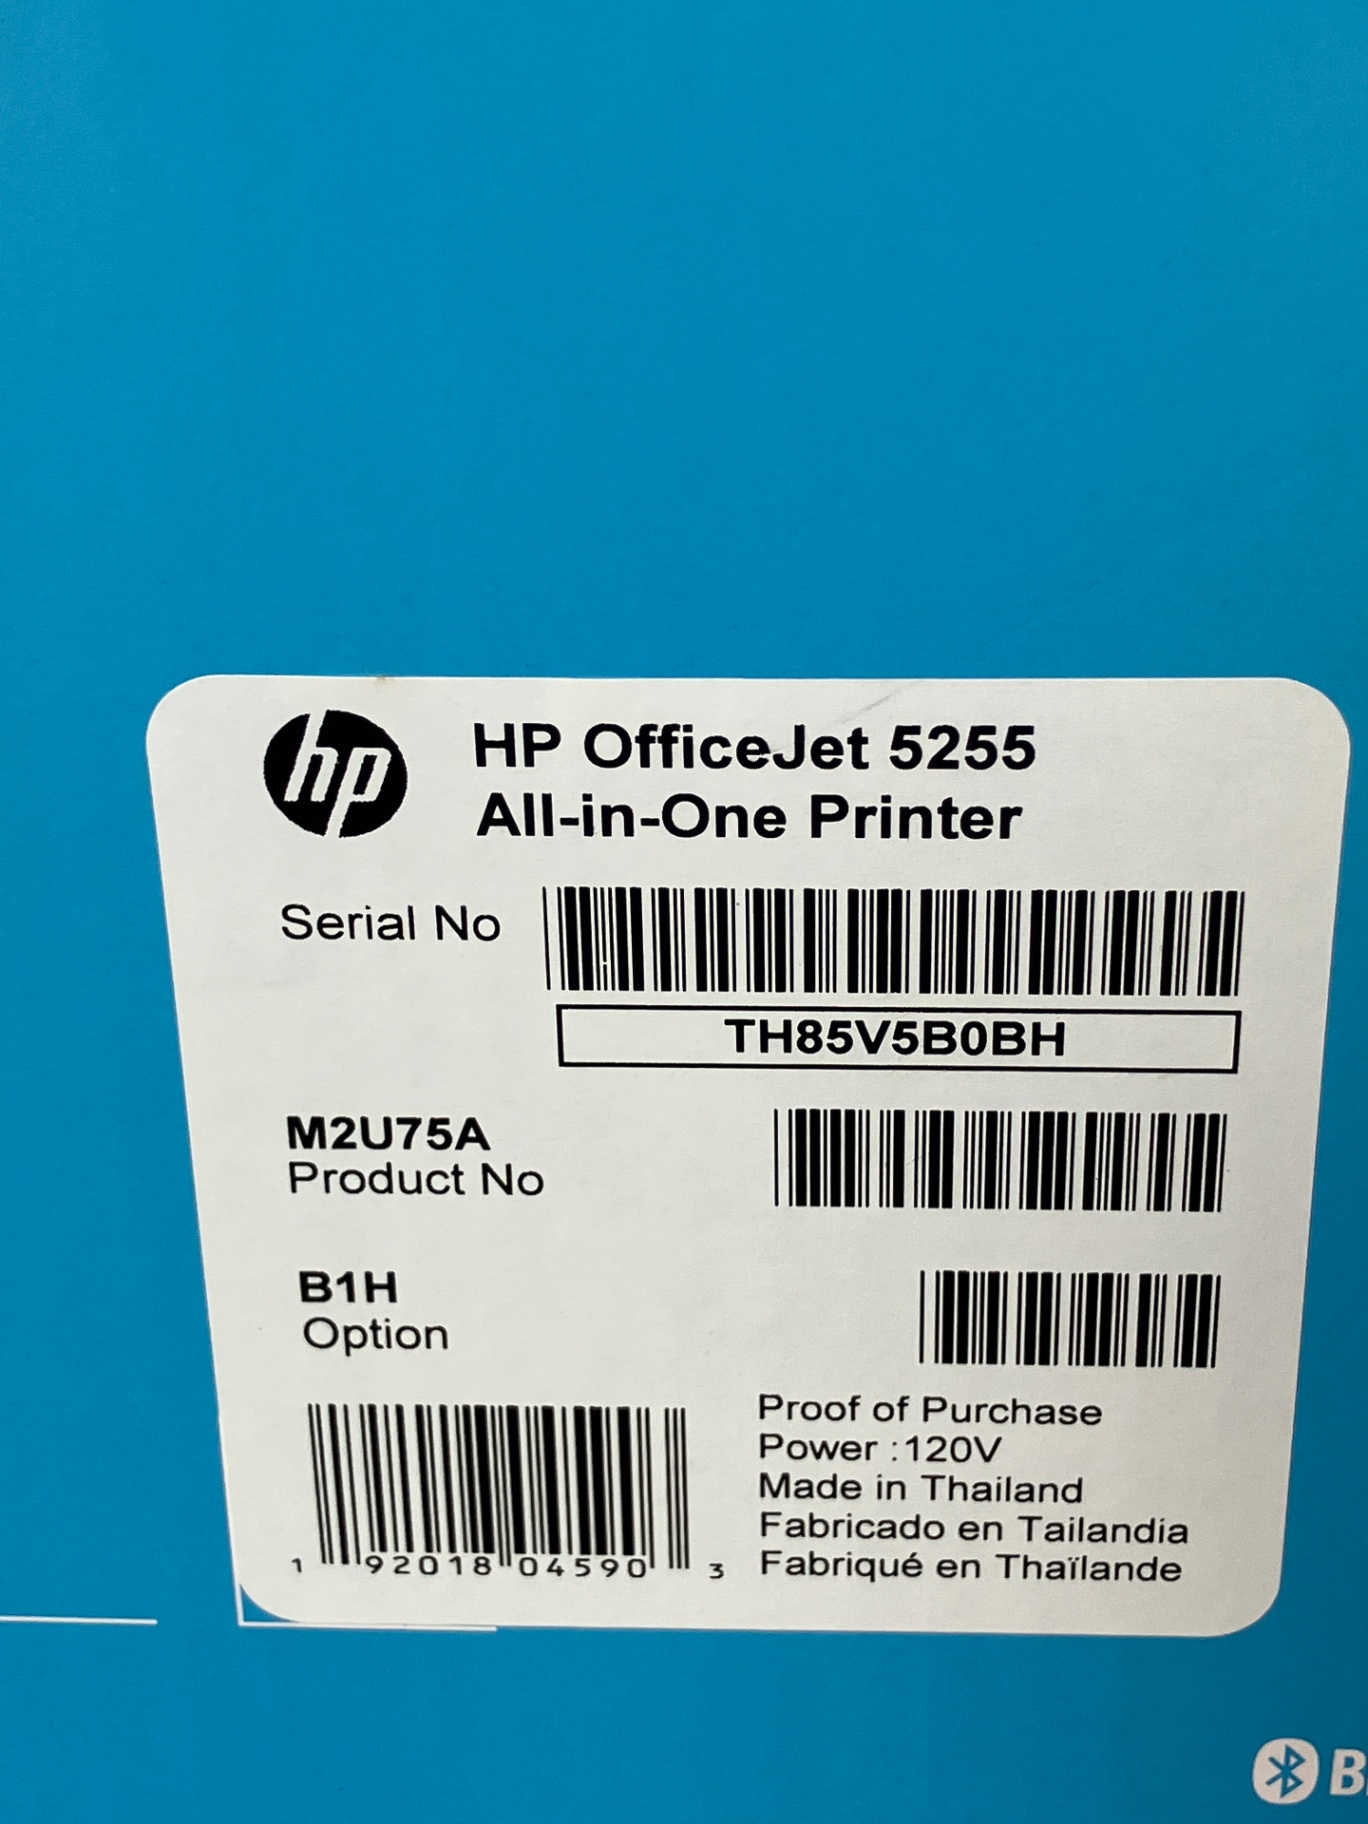 hp
HP OfficeJet 5255
All-in-One Printer
Serial No
TH85V5B0BH
M2U75A
Product No
B1H
Option
1 92018 04590 3
Proof of Purchase
Power :120V
Made in Thailand
Fabricado en Tailandia
Fabriqué en Thaïlande